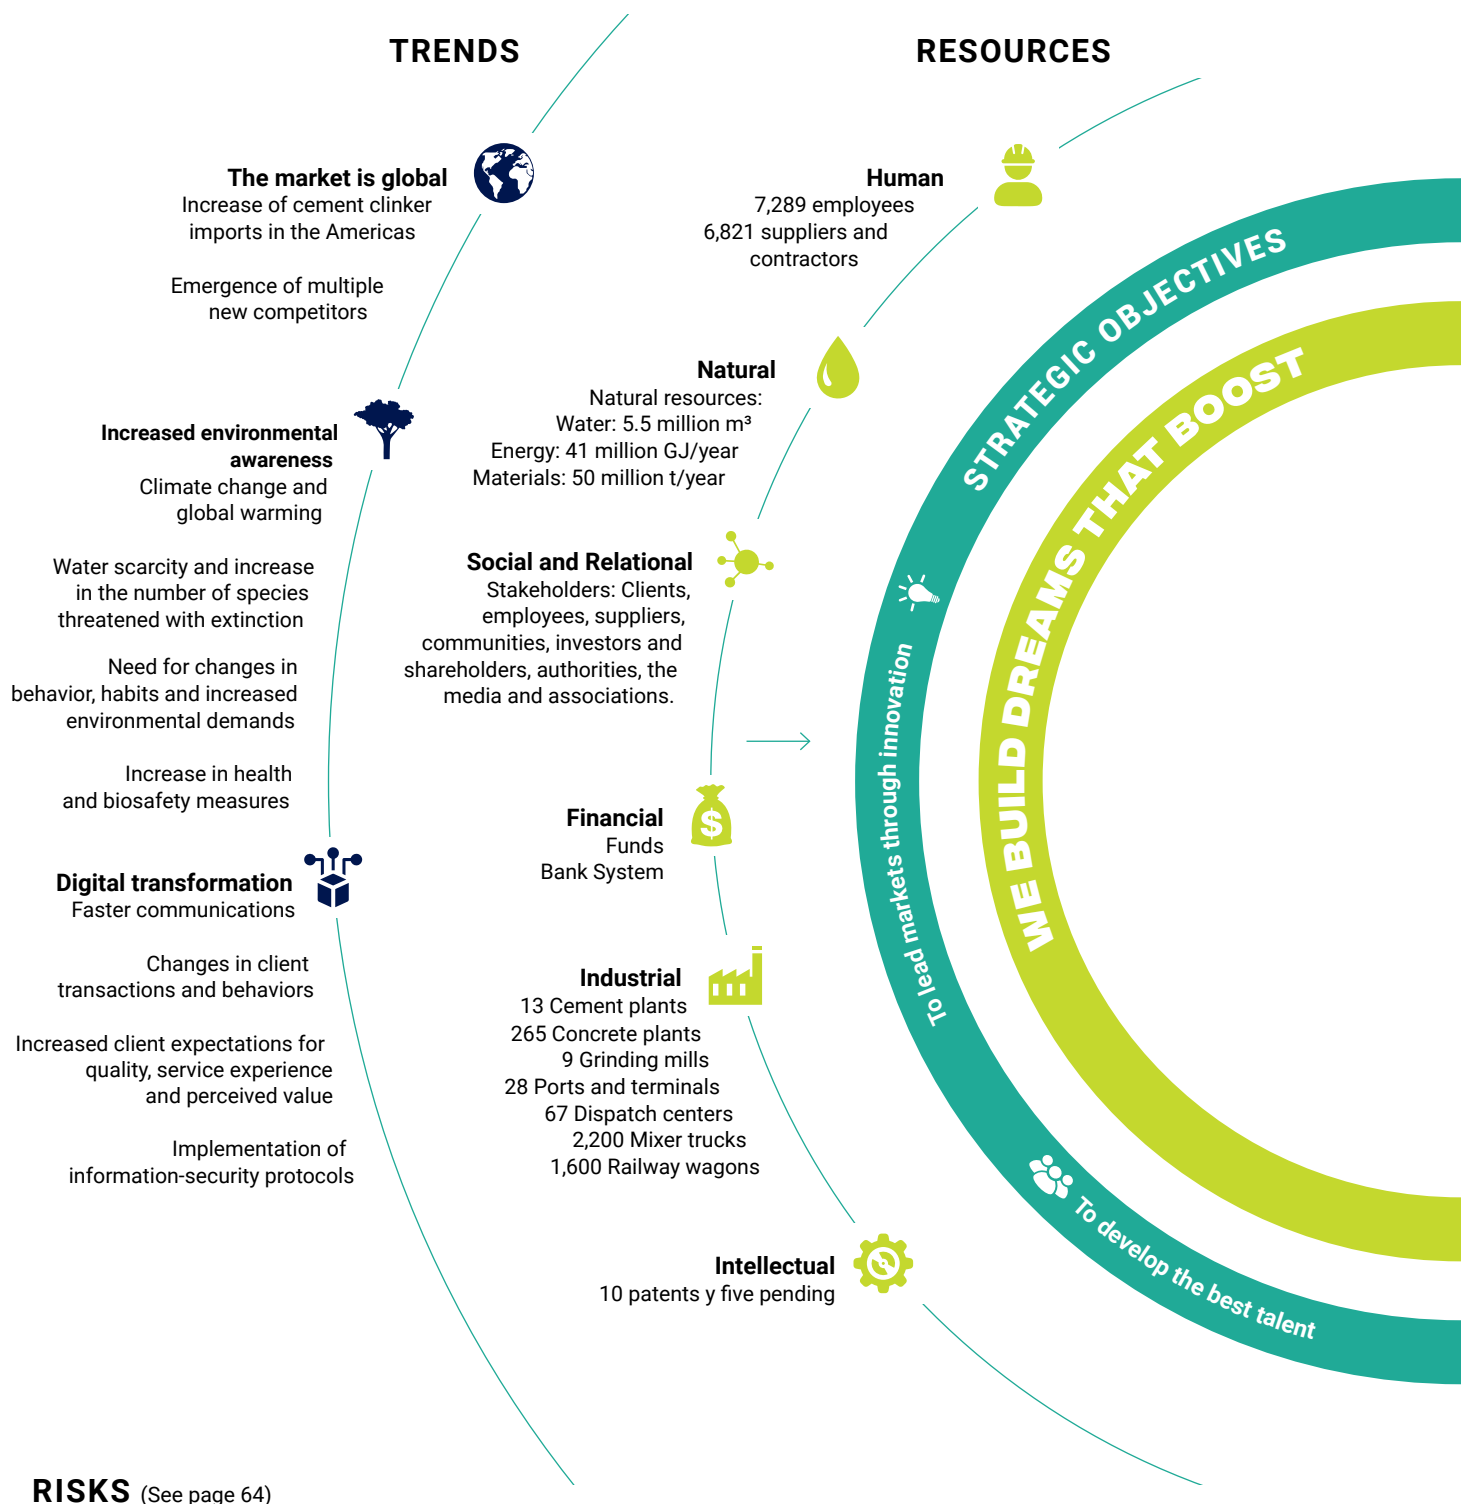 TRENDS
The market is global
Increase of cement clinker
imports in the Americas
Emergence of multiple
new competitors
Increased environmental
awareness
Climate change and
global warming
Water scarcity and increase
in the number of species
threatened with extinction
Need for changes in
behavior, habits and increased
environmental demands
Increase in health
and biosafety measures
Digital transformation
Faster communications
Changes in client
transactions and behaviors
Increased client expectations for
quality, service experience
and perceived value
Implementation of
information-security protocols
RESOURCES
Human
7,289 employees
6,821 suppliers and
contractors
Natural
Natural resources:
Water: 5.5 million m³
Energy: 41 million GJ/year
Materials: 50 million t/year
Social and Relational
Stakeholders: Clients,
employees, suppliers,
communities, investors and
shareholders, authorities, the
media and associations.
Financial
Funds
Bank System
$
Industrial
13 Cement plants
265 Concrete plants
9 Grinding mills
28 Ports and terminals
67 Dispatch centers
2,200 Mixer trucks
1,600 Railway wagons
Intellectual
10 patents y five pending
STRATEGIC OBJECTIVES
To lead markets through innovation
To develop the best talent
WE BUILD DREAMS THAT BOOST
RISKS (See page 64)